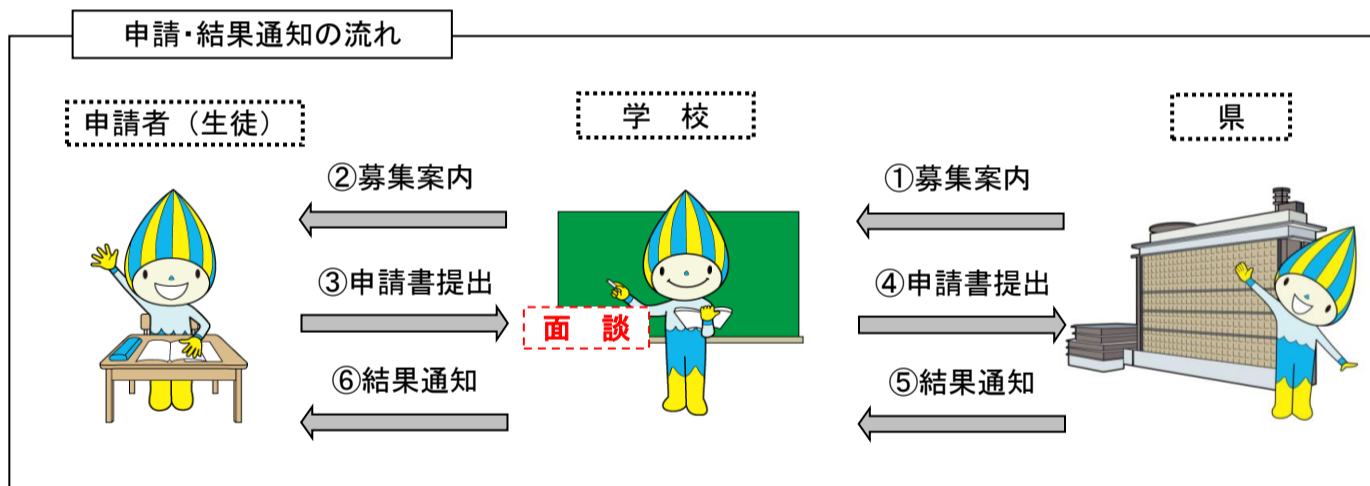 申請・結果通知の流れ
申請者（生徒）
学　校
県
②募集案内
①募集案内
③申請書提出
④申請書提出
面　談
⑥結果通知
⑤結果通知